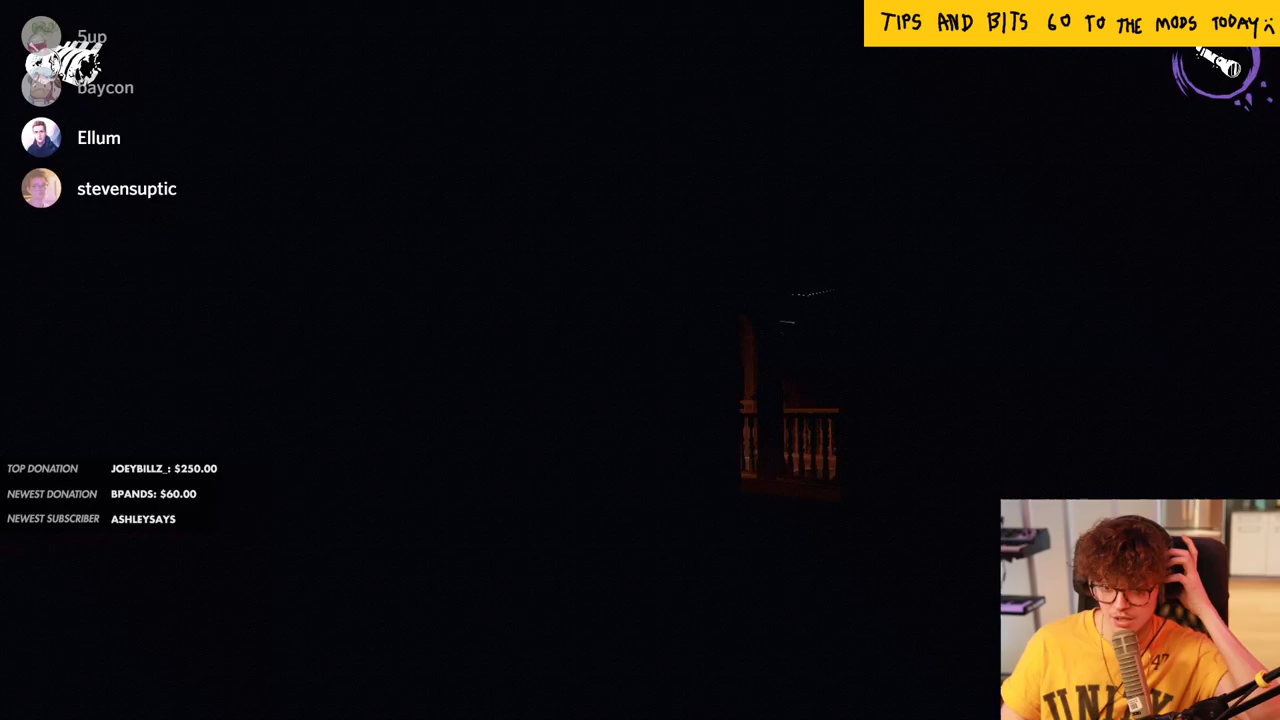 TIPS AND BITS GO TO THE MODS TODAY
5up
baycon
Ellum
stevensuptic
TOP DONATION JOEYBILLZ_: $250.00
NEWEST DONATION BPANDS: $60.00
NEWEST SUBSCRIBER ASHLEYSAYS